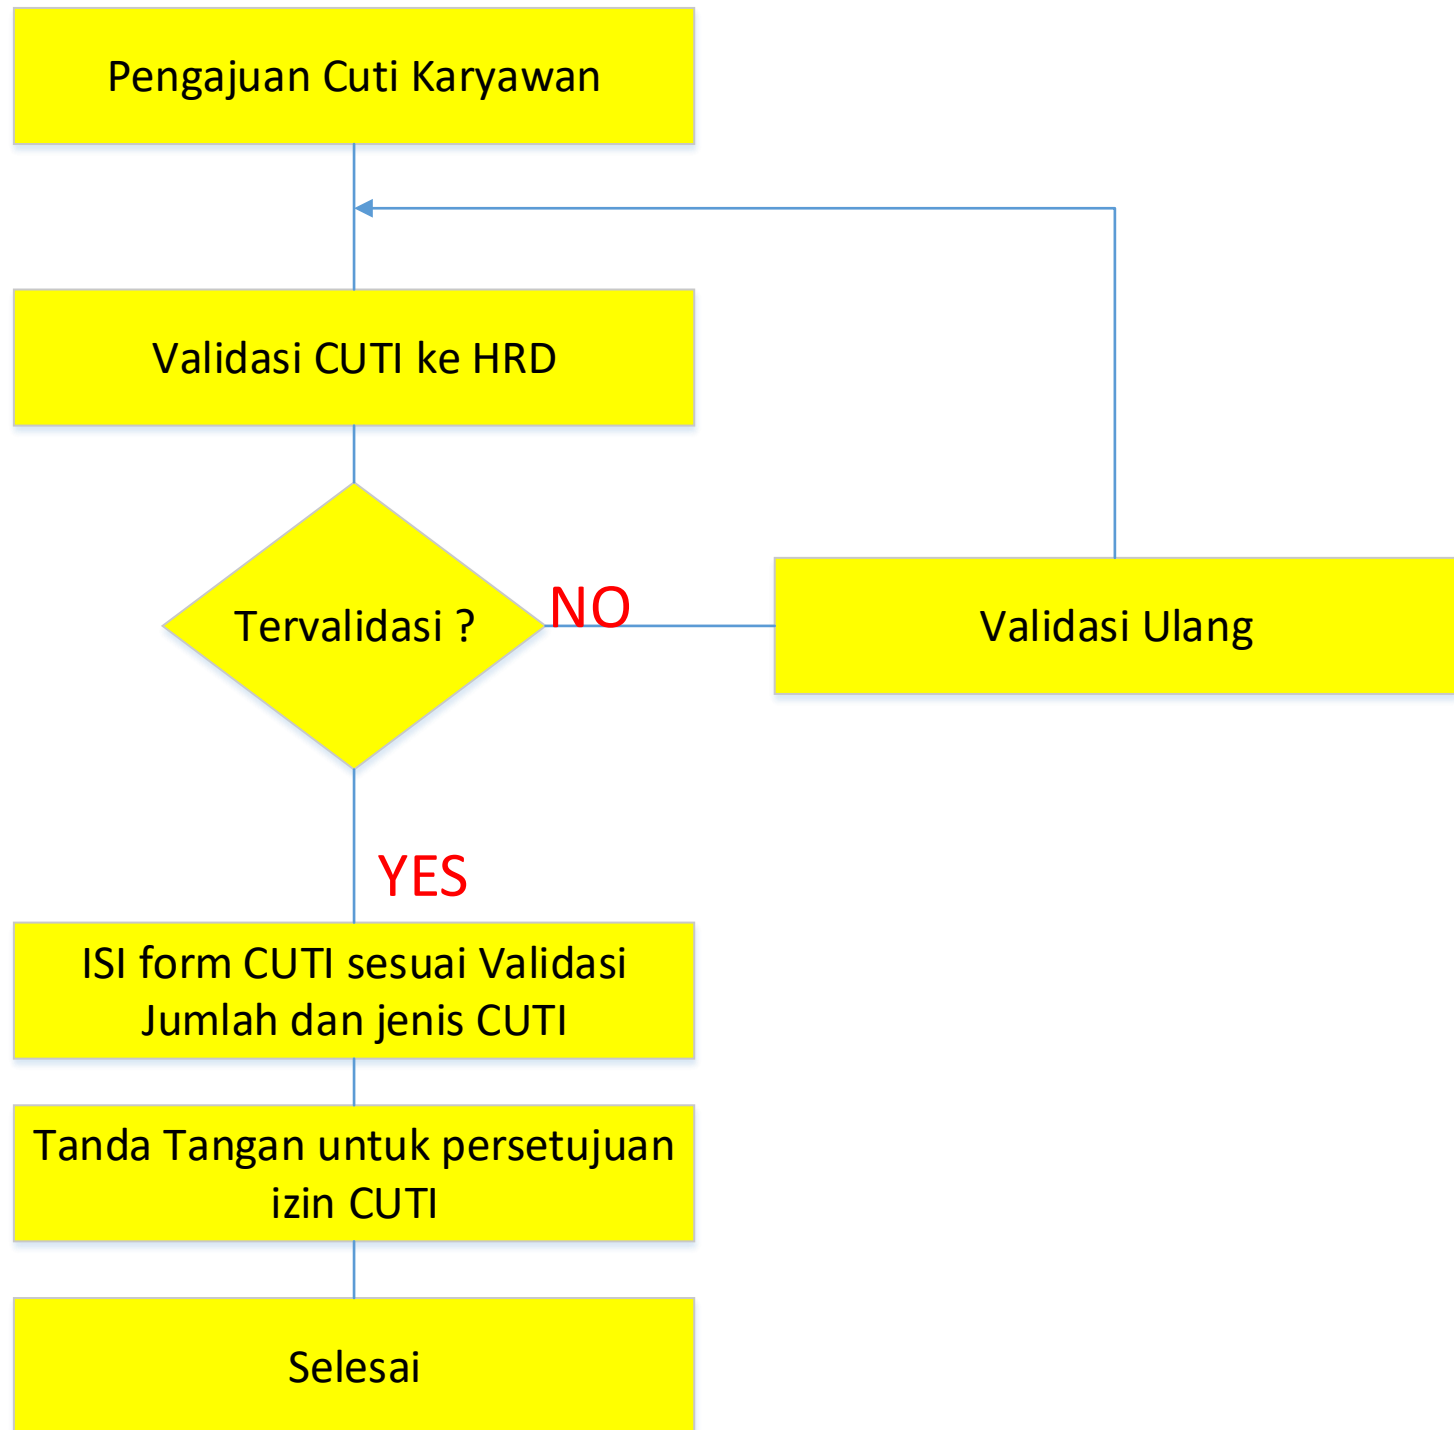 Pengajuan Cuti Karyawan
Validasi CUTI ke HRD
Tervalidasi ?
NO
Validasi Ulang
YES
ISI form CUTI sesuai Validasi
Jumlah dan jenis CUTI
Tanda Tangan untuk persetujuan
izin CUTI
Selesai